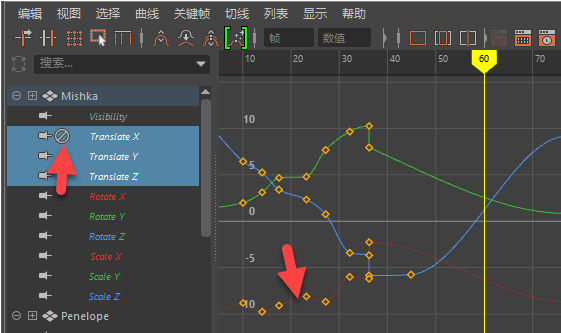 编辑 视图 选择 曲线 关键帧 切线 列表 显示 帮助
帧 数值
搜索...
Mishka
Visibility
Translate X
Translate Y
Translate Z
Rotate X
Rotate Y
Rotate Z
Scale X
Scale Y
Scale Z
Penelope
10 20 30 40 50 60 70
10
5
0
-5
-10